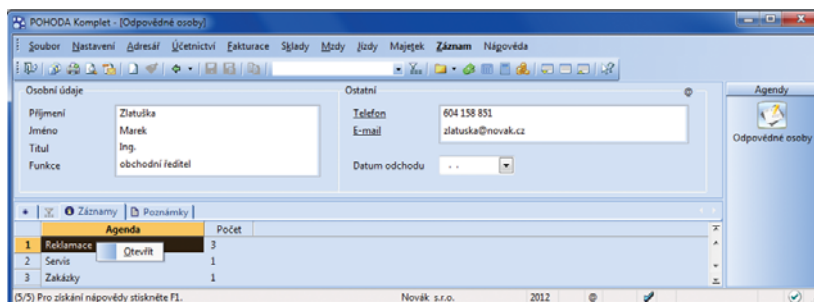 POHODA Komplet - [Odpovědné osoby]
Soubor Nastavení Adresář Účetnictví Fakturace Sklady Mzdy Jízdy Majetek Záznam Nápověda
Osobní údaje
Ostatní
@
Agendy
Příjmení Zlatuška
Telefon 604 158 851
Jméno Marek
E-mail zlatuska@novak.cz
Odpovědné osoby
Titul Ing.
Funkce obchodní ředitel
Datum odchodu . .
* Záznamy Poznámky
Agenda Počet
1 Reklamace 3
Otevřít
2 Servis 1
3 Zakázky 1
(5/5) Pro získání nápovědy stiskněte F1. Novák s.r.o. 2012 @